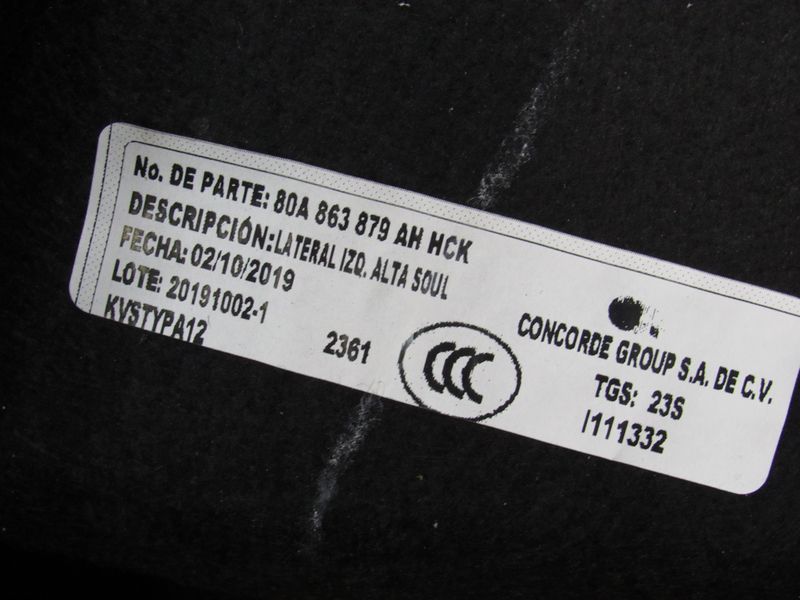 No. DE PARTE: 80A 863 879 AH HCK
DESCRIPCIÓN: LATERAL IZQ. ALTA SOUL
FECHA: 02/10/2019
LOTE: 20191002-1
KVSTYPA12
2361
CCC
CONCORDE GROUP S.A. DE C.V.
TGS: 23S
I111332